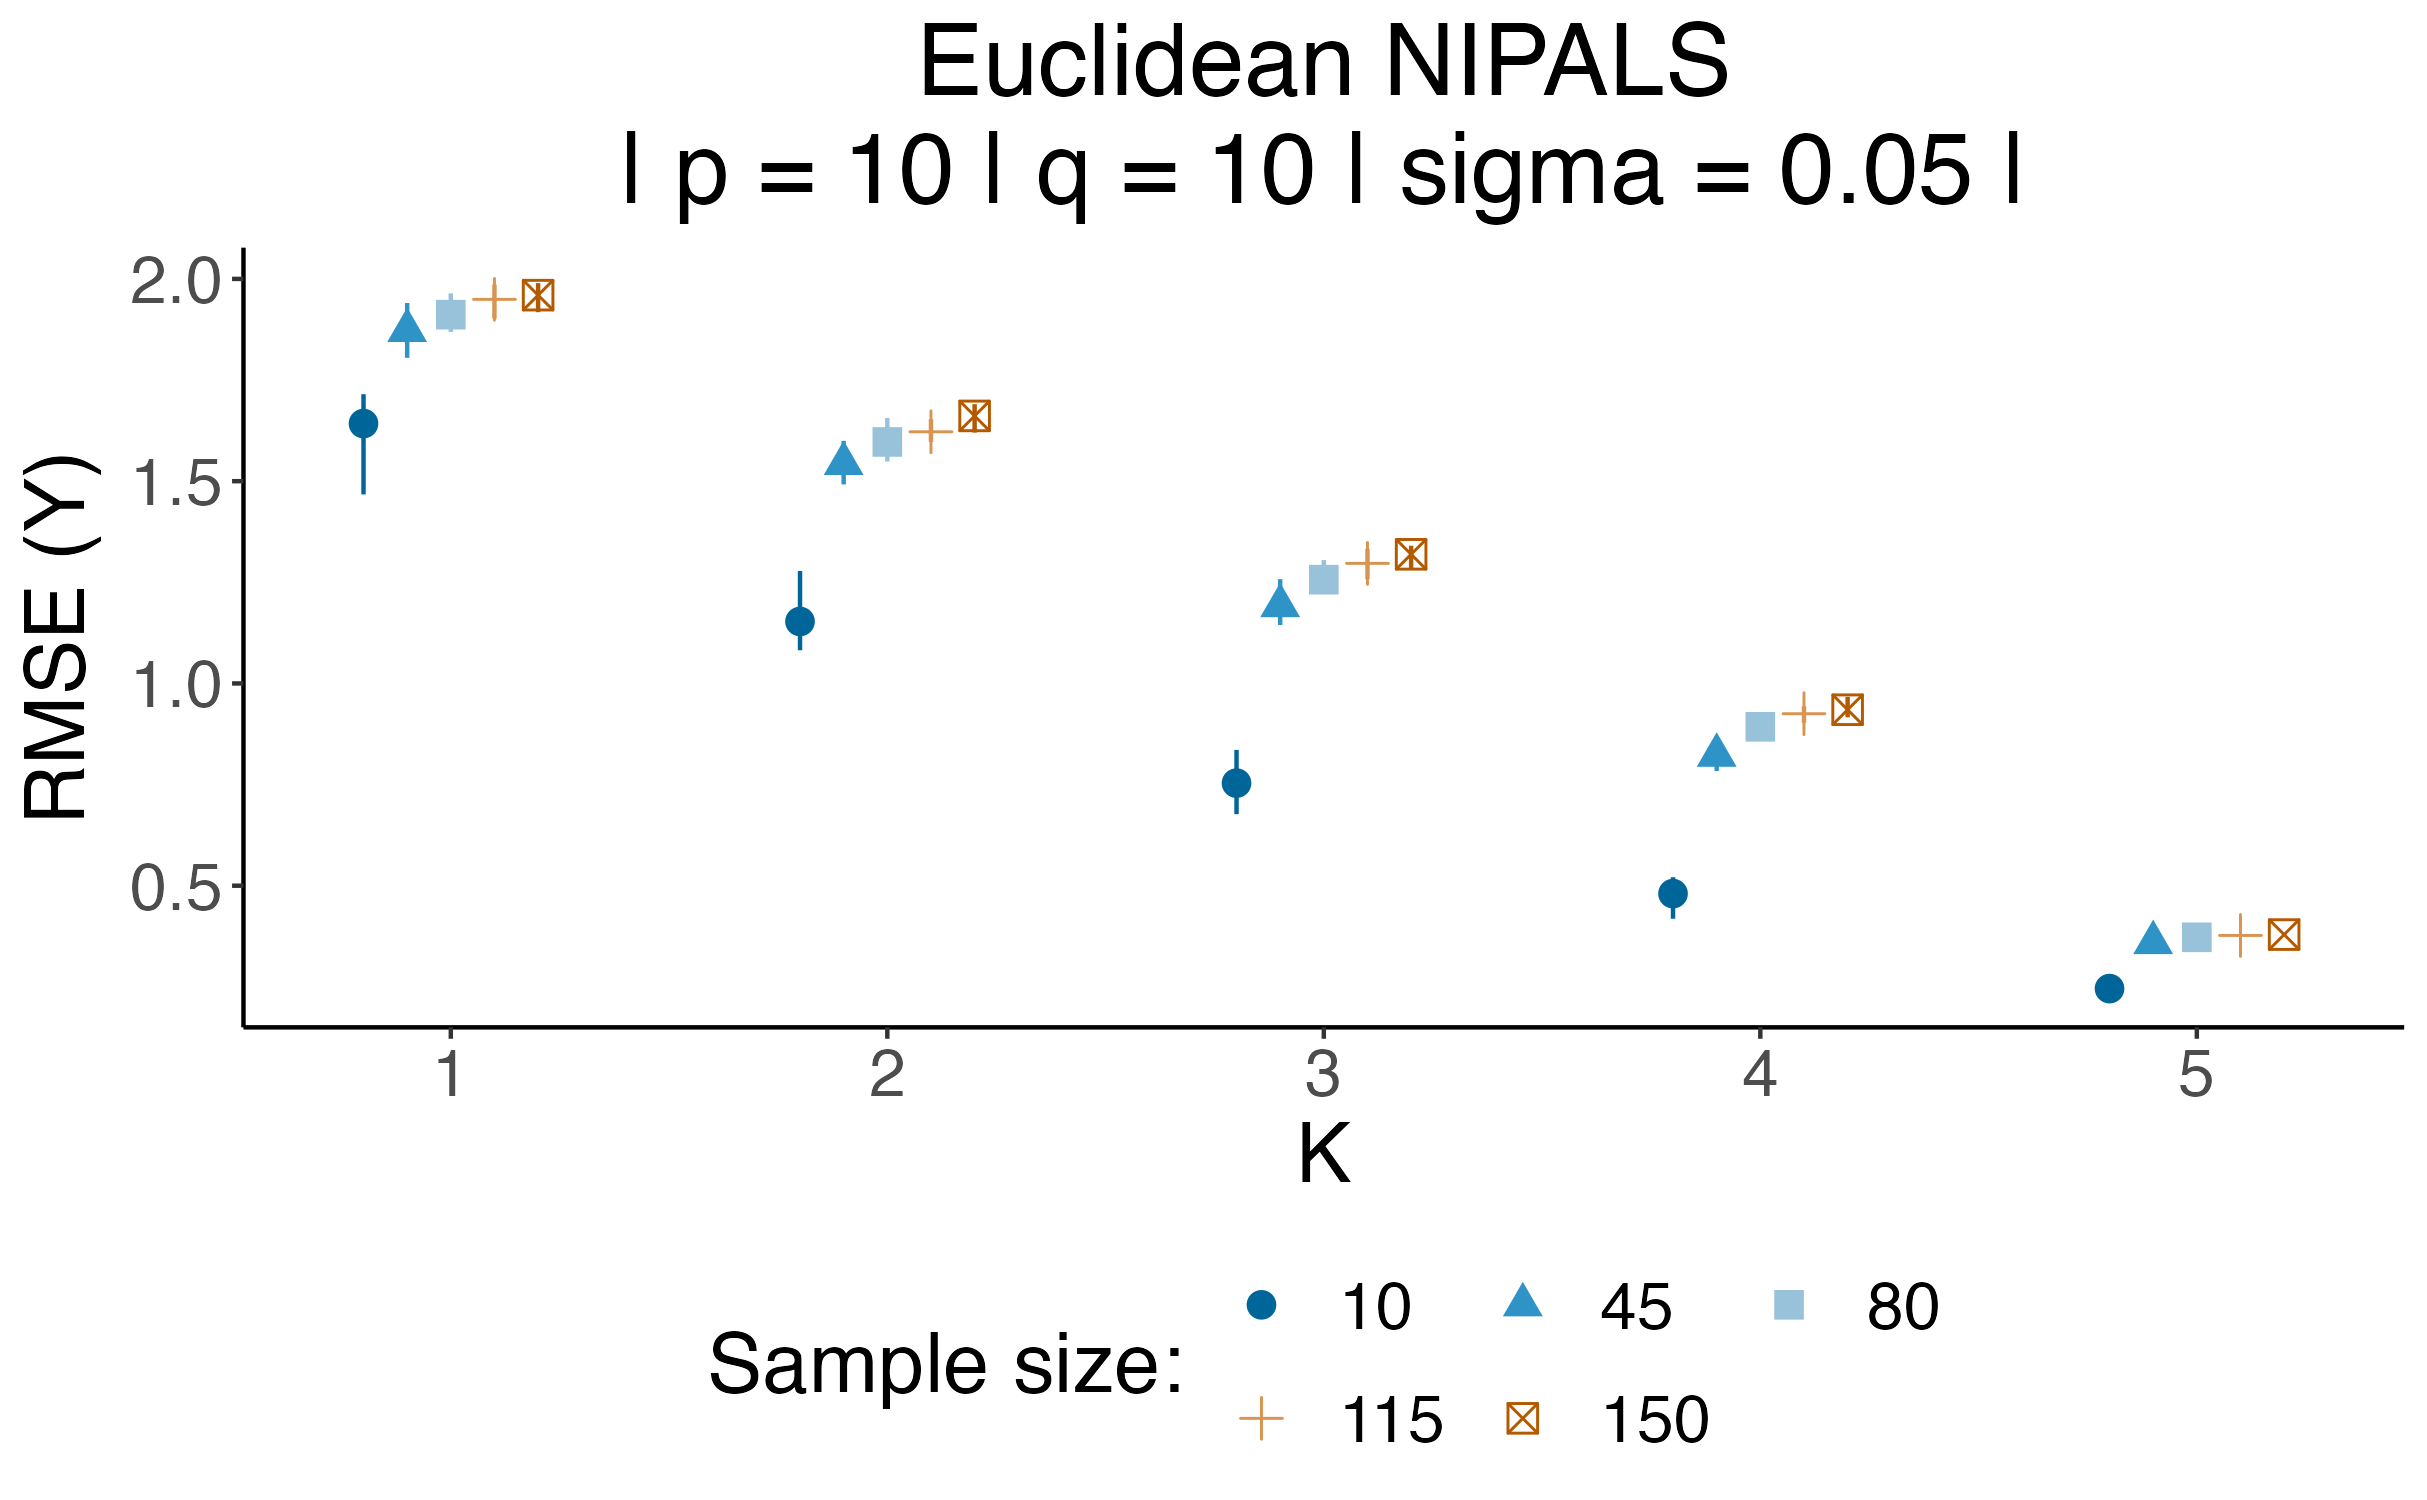 Euclidean NIPALS
| p = 10 | q = 10 | sigma = 0.05 |
RMSE (Y)
2.0
1.5
1.0
0.5
1 2 3 4 5
K
Sample size:
10 45 80
115 150